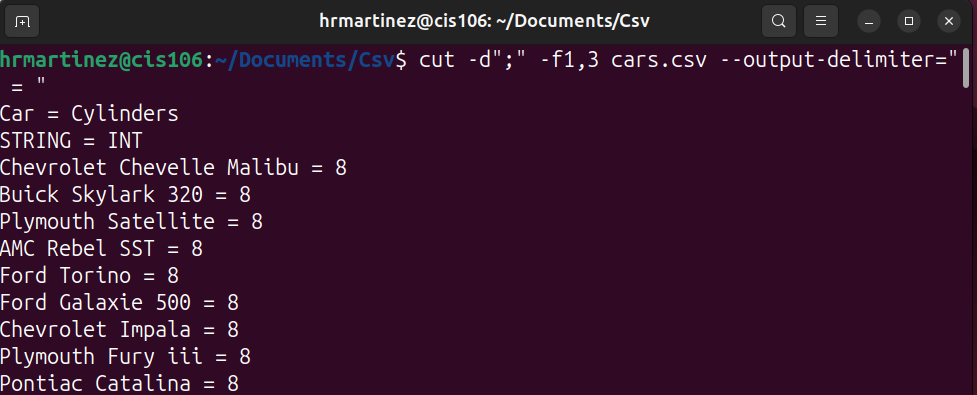 hrmartinez@cis106: ~/Documents/Csv
hrmartinez@cis106:~/Documents/Csv$ cut -d";" -f1,3 cars.csv --output-delimiter="
 = "
Car = Cylinders
STRING = INT
Chevrolet Chevelle Malibu = 8
Buick Skylark 320 = 8
Plymouth Satellite = 8
AMC Rebel SST = 8
Ford Torino = 8
Ford Galaxie 500 = 8
Chevrolet Impala = 8
Plymouth Fury iii = 8
Pontiac Catalina = 8